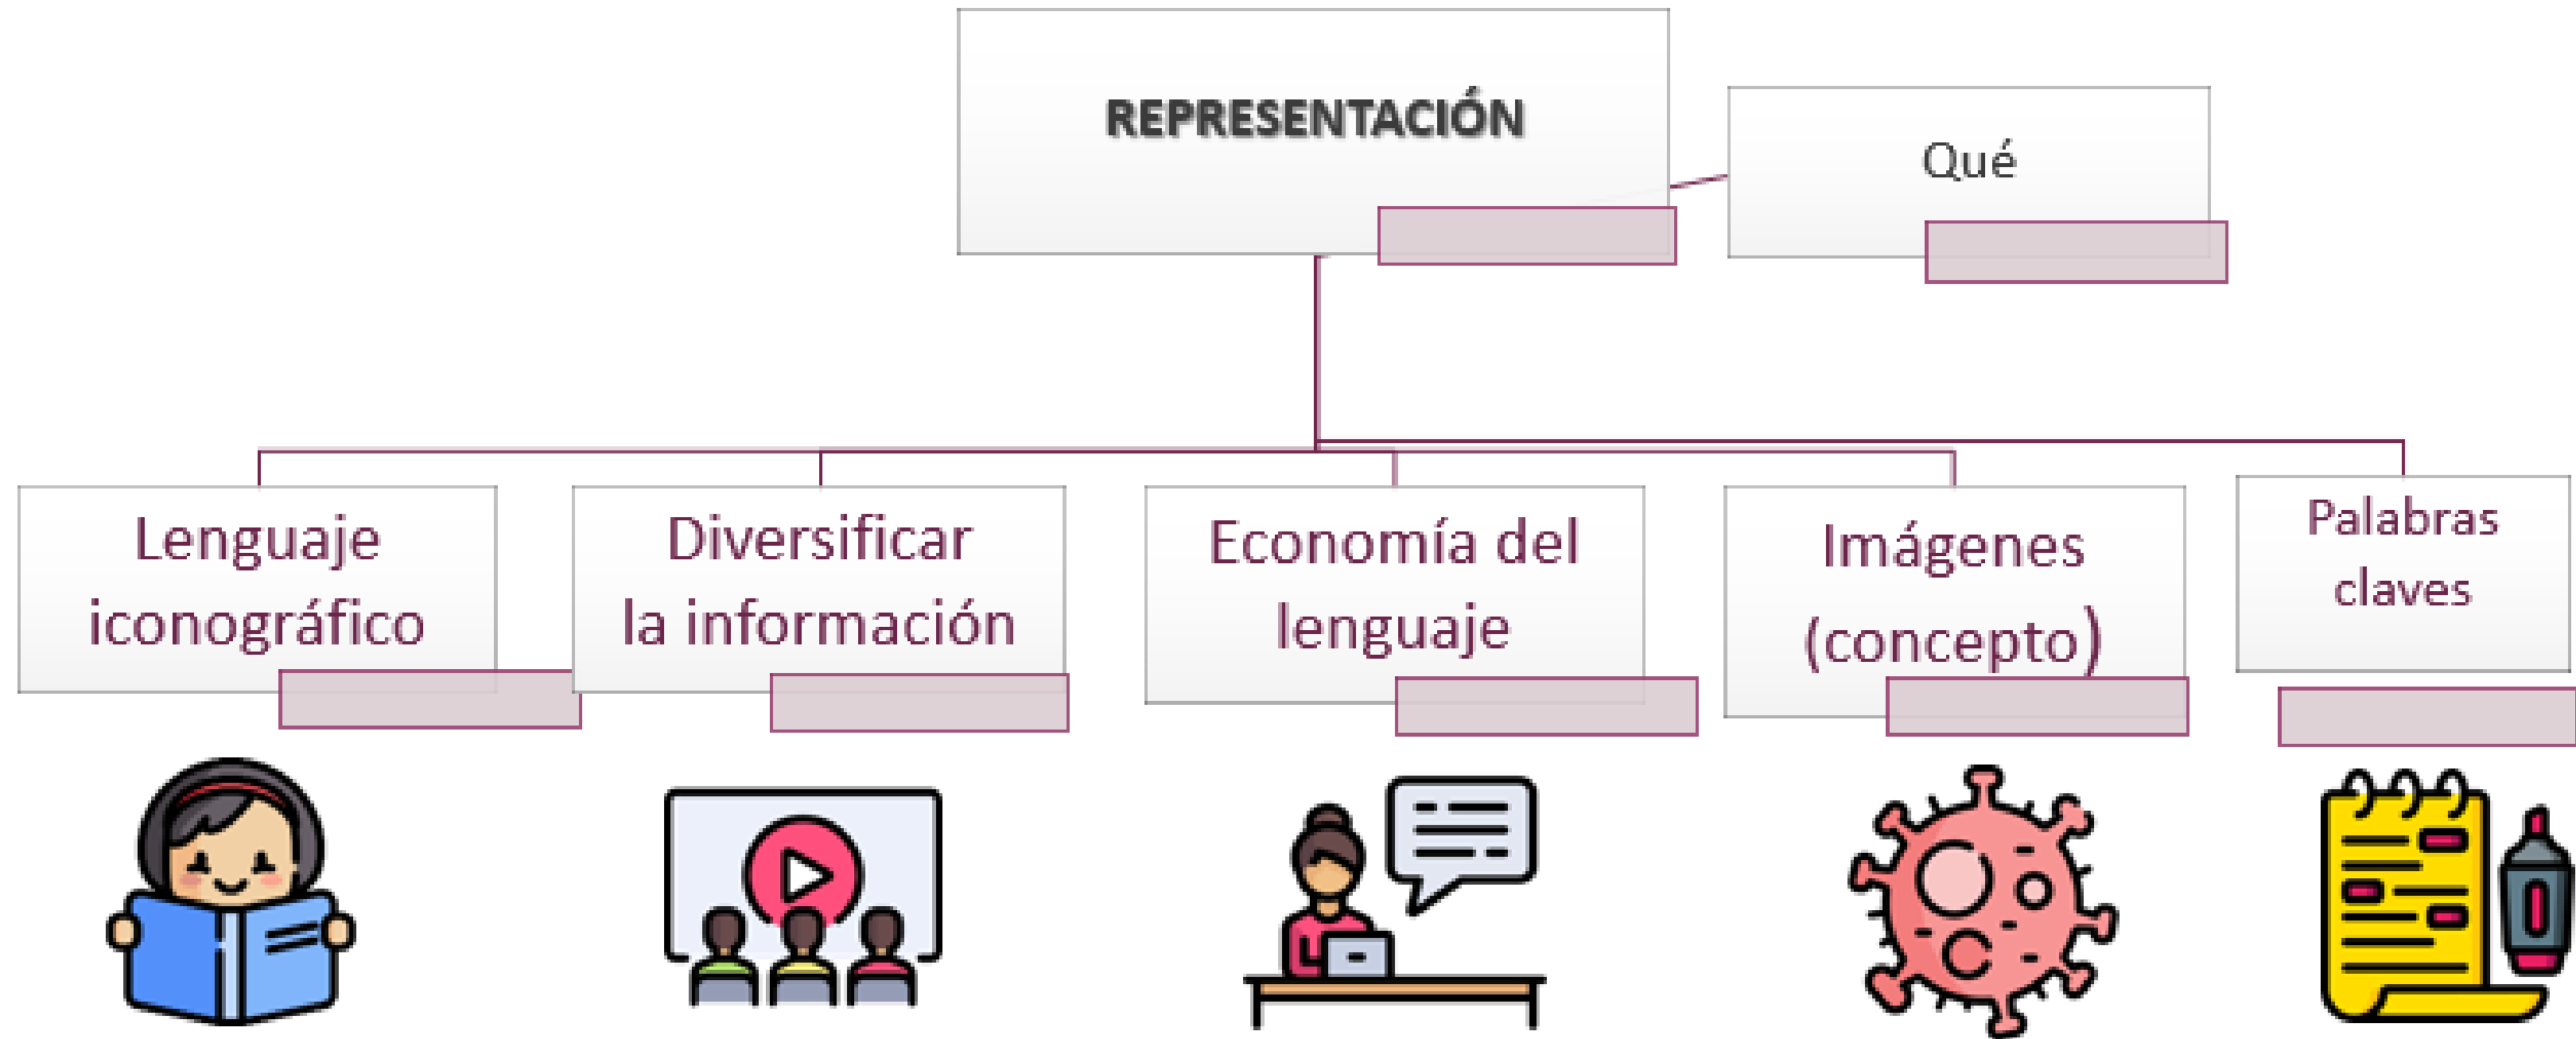 REPRESENTACIÓN
Qué
Lenguaje
iconográfico
Diversificar
la información
Economía del
lenguaje
Imágenes
(concepto)
Palabras
claves